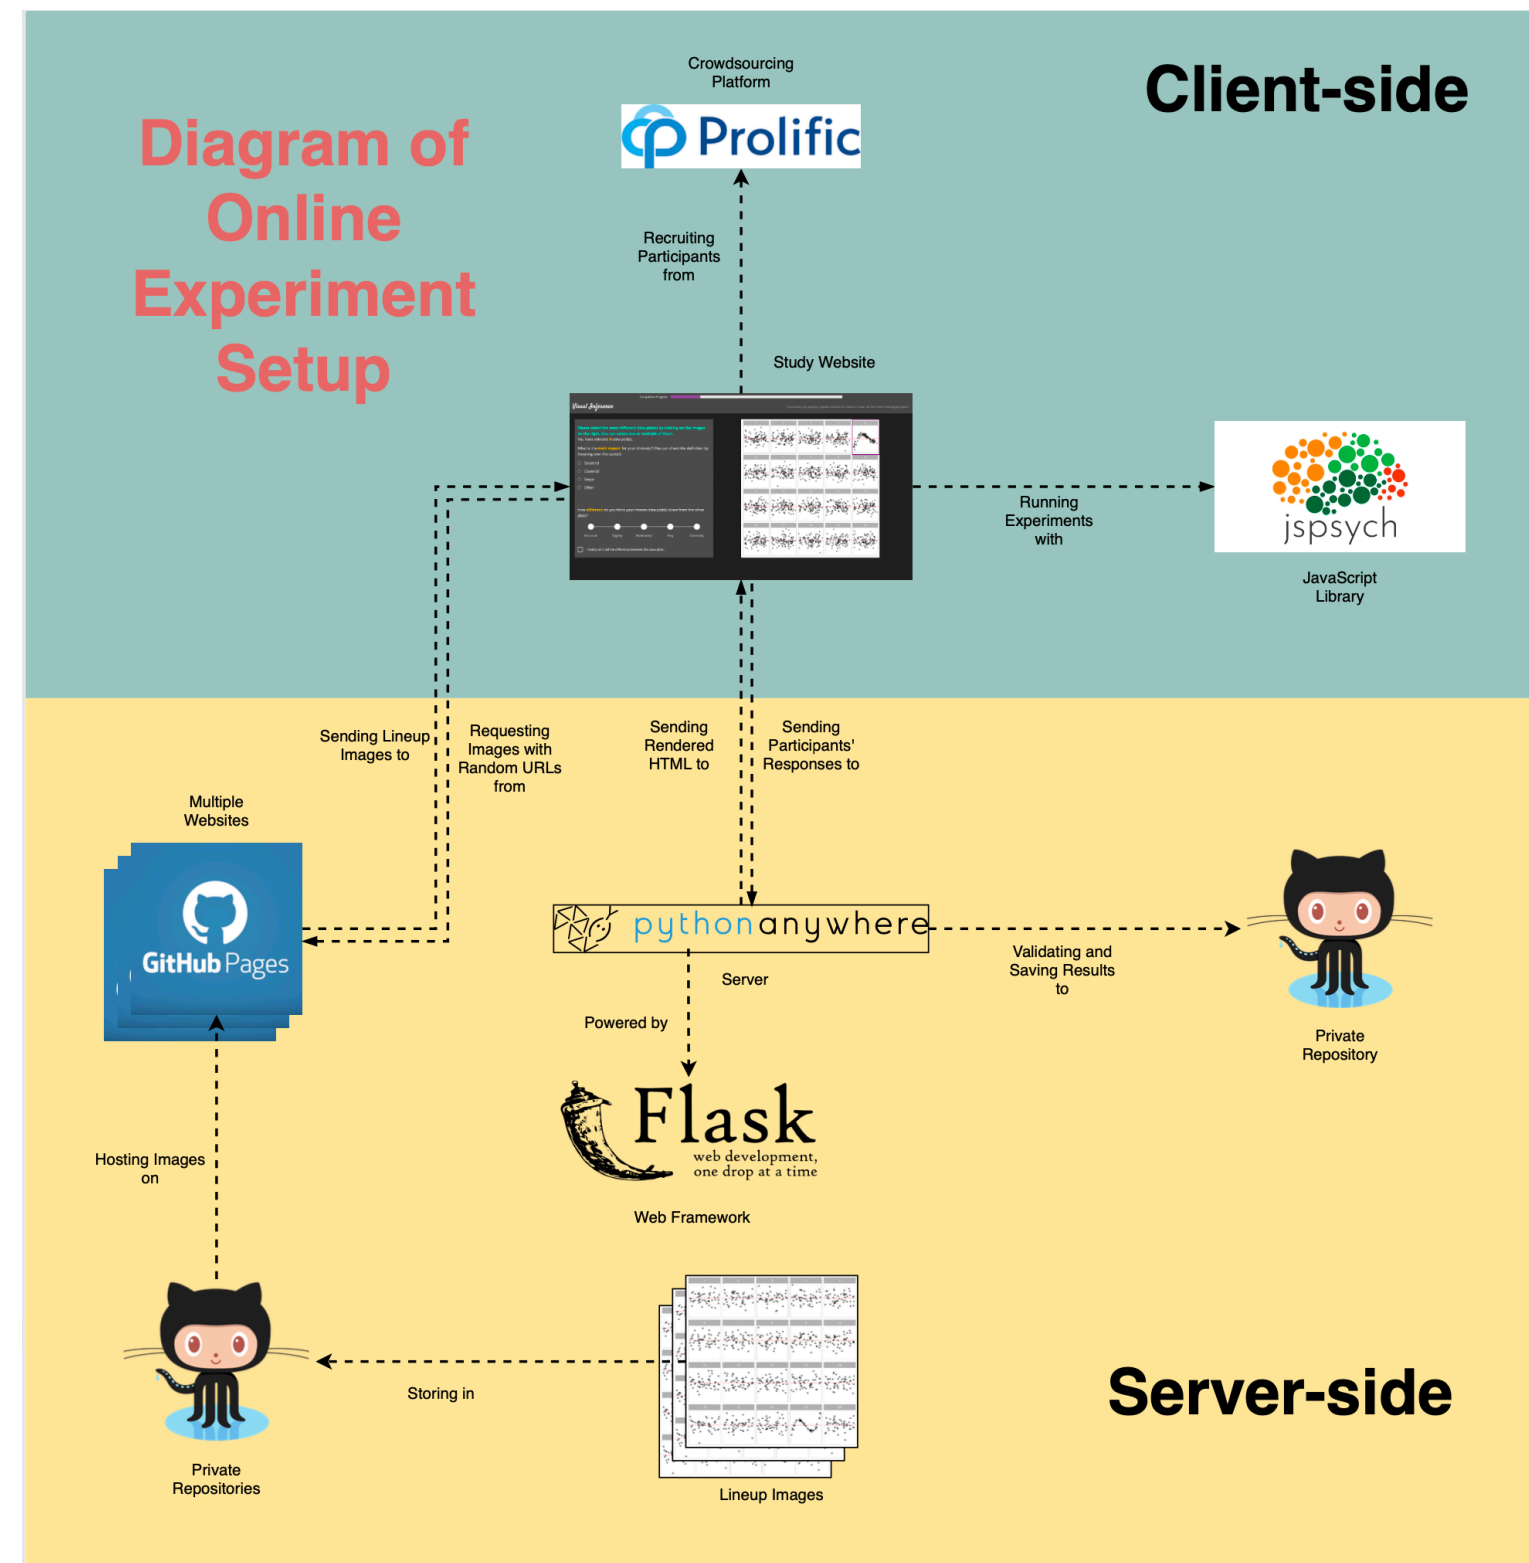 Client-side
Diagram of
Online
Experiment
Setup
Crowdsourcing
Platform
Prolific
Recruiting
Participants
from
Study Website
Visual Inference
Running
Experiments
with
jspsych
JavaScript
Library
Sending Lineup
Images to
Requesting
Images with
Random URLs
from
Sending
Rendered
HTML to
Sending
Participants'
Responses to
Multiple
Websites
GitHub Pages
pythonanywhere
Server
Validating and
Saving Results
to
Private
Repository
Powered by
Flask
web development,
one drop at a time
Web Framework
Hosting Images
on
Private
Repositories
Storing in
Lineup Images
Server-side